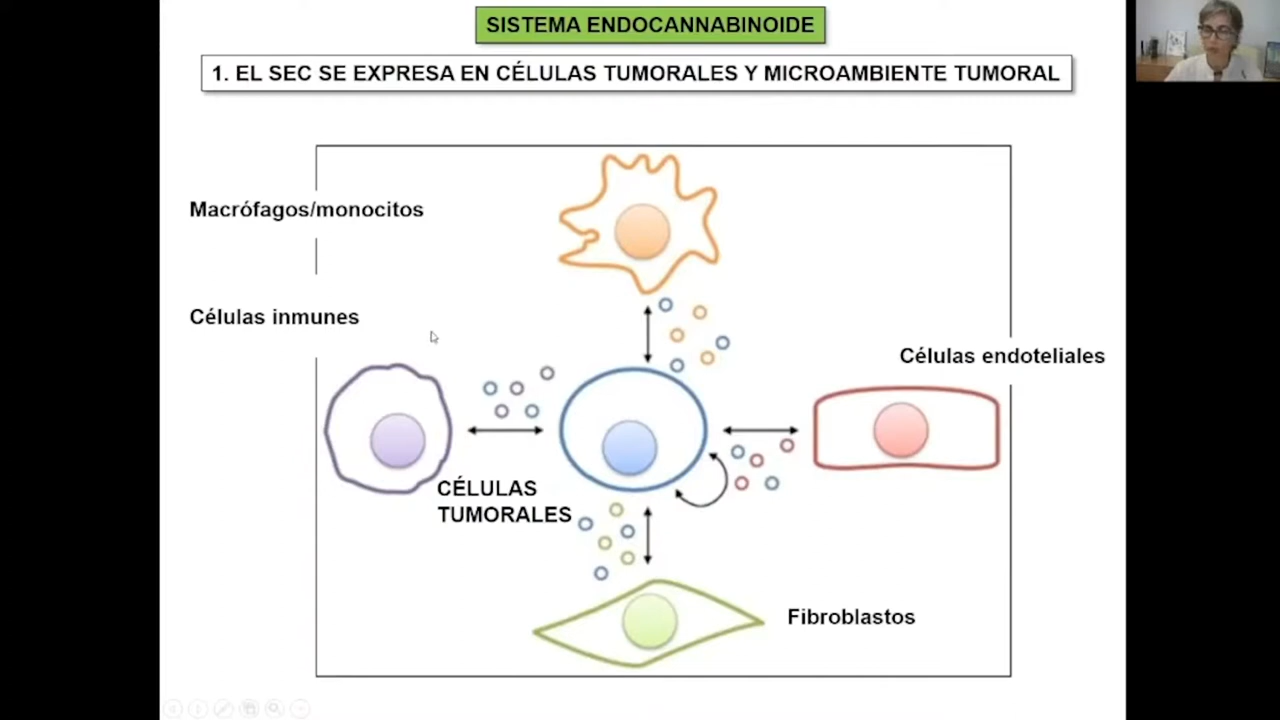 SISTEMA ENDOCANNABINOIDE
1. EL SEC SE EXPRESA EN CÉLULAS TUMORALES Y MICROAMBIENTE TUMORAL
Macrófagos/monocitos
Células inmunes
Células endoteliales
CÉLULAS
TUMORALES
Fibroblastos